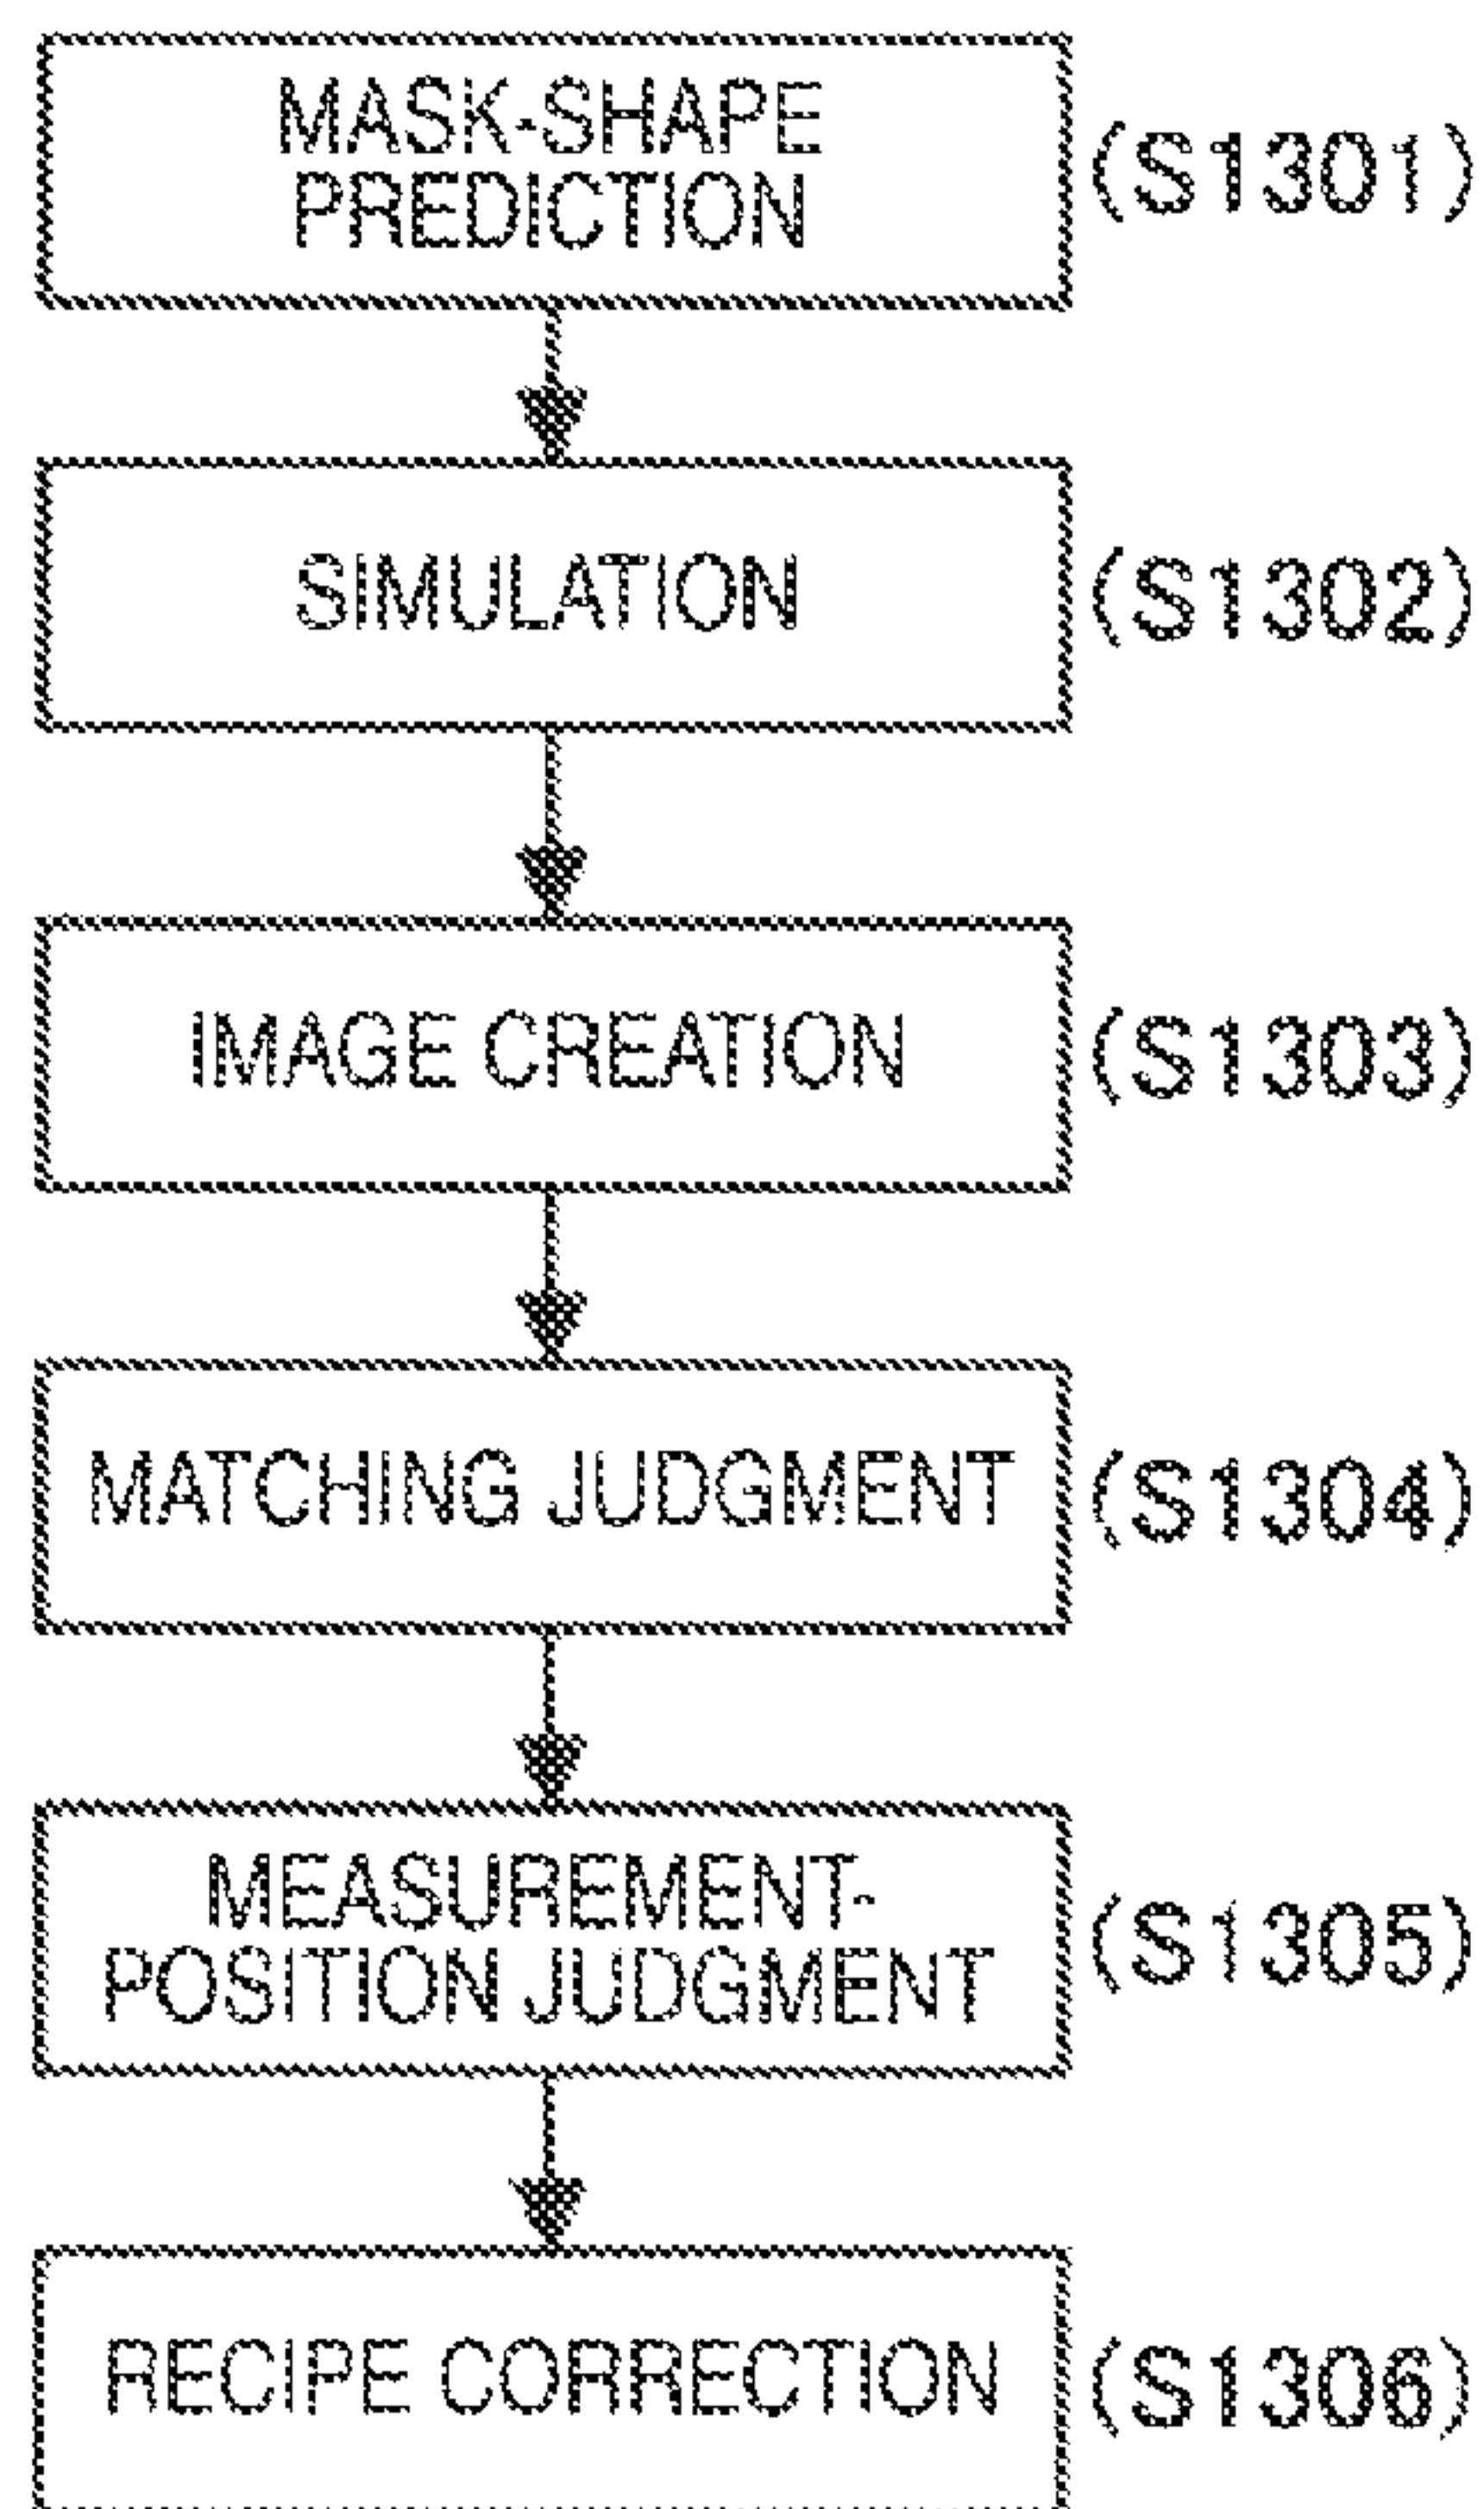 MASK-SHAPE
PREDICTION
(S1301)
SIMULATION
(S1302)
IMAGE CREATION
(S1303)
MATCHING JUDGMENT
(S1304)
MEASUREMENT-
POSITION JUDGMENT
(S1305)
RECIPE CORRECTION
(S1306)